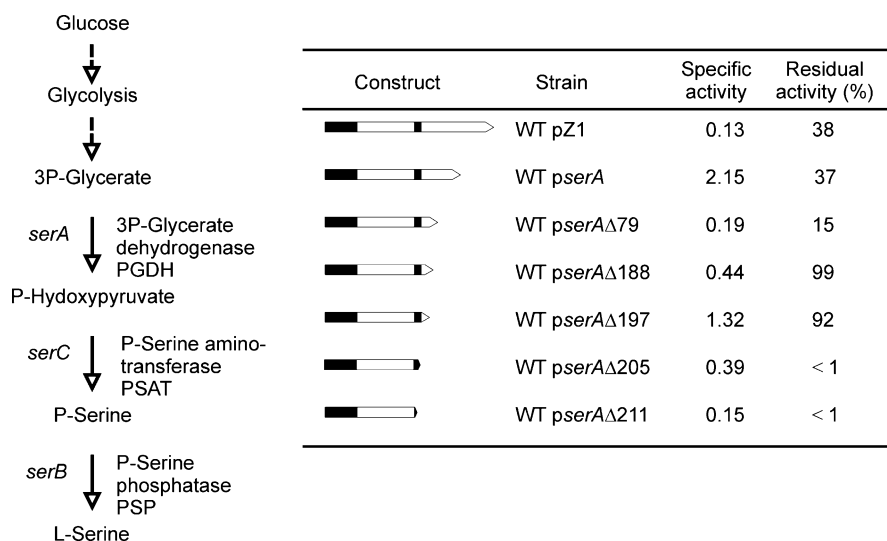 Glucose
Glycolysis
3P-Glycerate
serA
3P-Glycerate
dehydrogenase
PGDH
P-Hydoxypyruvate
serC
P-Serine amino-
transferase
PSAT
P-Serine
serB
P-Serine
phosphatase
PSP
L-Serine
Construct Strain Specific activity Residual activity (%)
WT pZ1 0.13 38
WT pserA 2.15 37
WT pserAΔ79 0.19 15
WT pserAΔ188 0.44 99
WT pserAΔ197 1.32 92
WT pserAΔ205 0.39 < 1
WT pserAΔ211 0.15 < 1